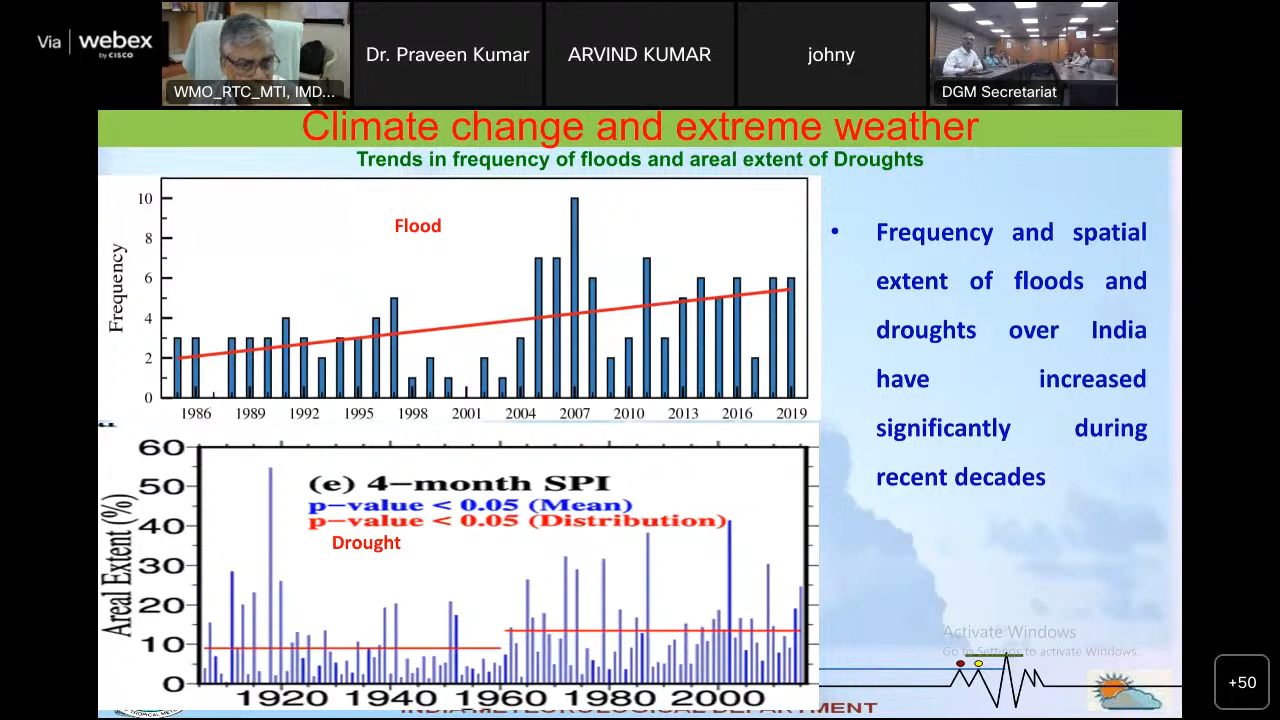 Via webex
by CISCO
WMO_RTC_MTI, IMD...
Dr. Praveen Kumar
ARVIND KUMAR
johny
DGM Secretariat
Climate change and extreme weather
Trends in frequency of floods and areal extent of Droughts
Flood
Frequency
10
8
6
4
2
0
1986 1989 1992 1995 1998 2001 2004 2007 2010 2013 2016 2019
• Frequency and spatial
extent of floods and
droughts over India
have increased
significantly during
recent decades
(e) 4-month SPI
p-value < 0.05 (Mean)
p-value < 0.05 (Distribution)
Drought
Areal Extent (%)
60
50
40
30
20
10
0
1920 1940 1960 1980 2000
Activate Windows
Go to Settings to activate Windows.
INDIA METEOROLOGICAL DEPARTMENT
+50